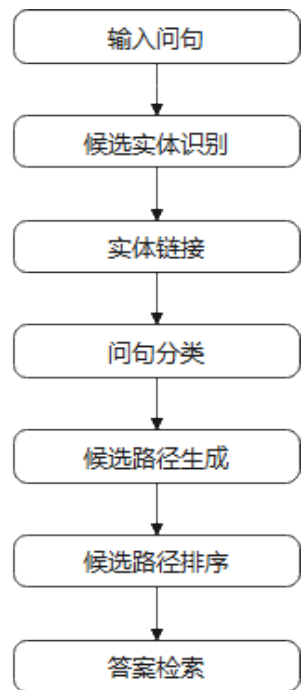 输入问句
候选实体识别
实体链接
问句分类
候选路径生成
候选路径排序
答案检索